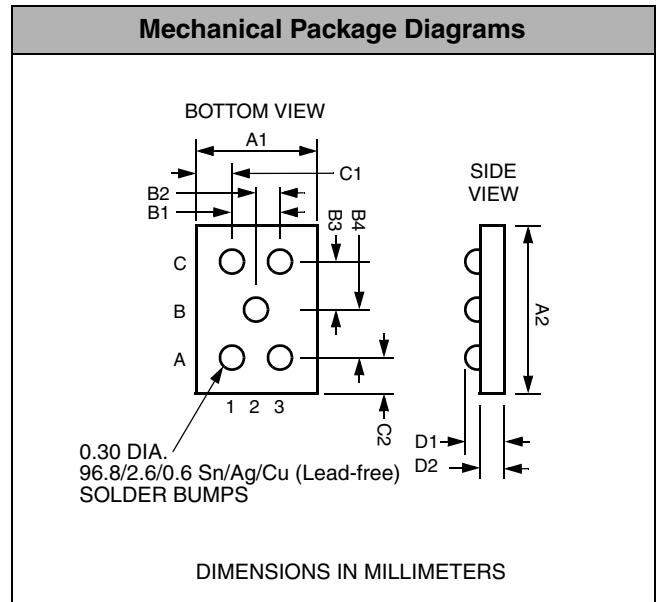 Mechanical Package Diagrams
BOTTOM VIEW
A1
C1
SIDE
VIEW
B2
B1
B3
B4
C
B
A
A2
1 2 3
C2
D1
D2
0.30 DIA.
96.8/2.6/0.6 Sn/Ag/Cu (Lead-free)
SOLDER BUMPS
DIMENSIONS IN MILLIMETERS